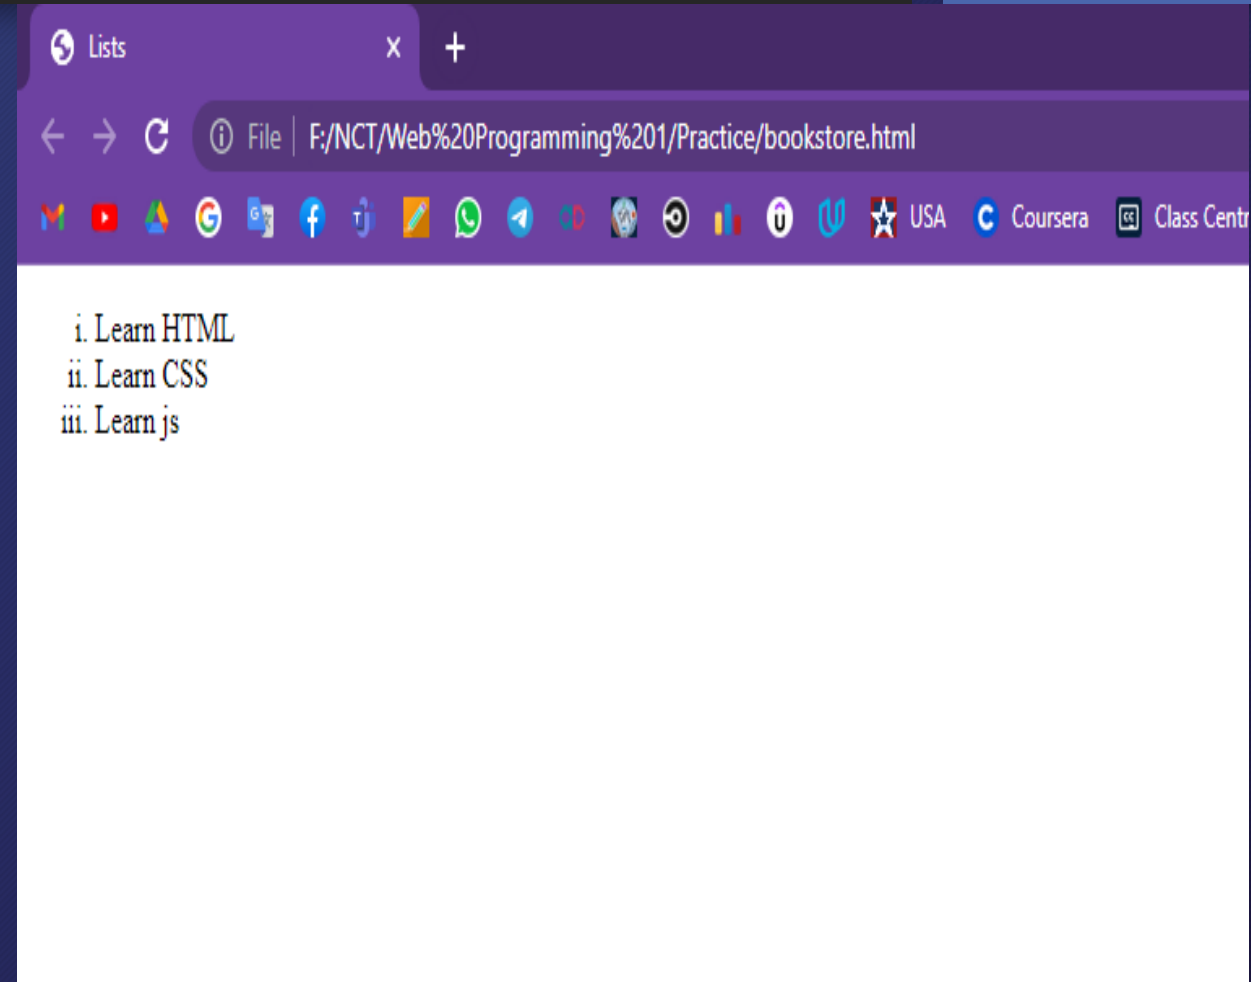 Lists
File F:/NCT/Web%20Programming%201/Practice/bookstore.html
USA Coursera Class Centr
i. Learn HTML
ii. Learn CSS
iii. Learn js